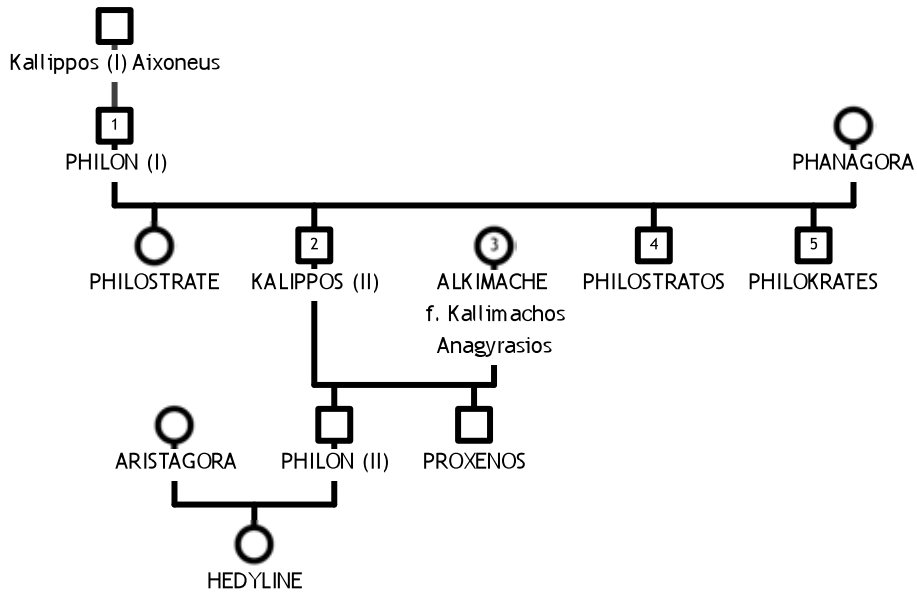 Kallippos (I) Aixoneus
1
PHILON (I)
PHANAGORA
2
3
4
5
PHILOSTRATE
KALIPPOS (II)
ALKIMACHE
PHILOSTRATOS
PHILOKRATES
f. Kallimachos
Anagyrasios
ARISTAGORA
PHILON (II)
PROXENOS
HEDYLINE